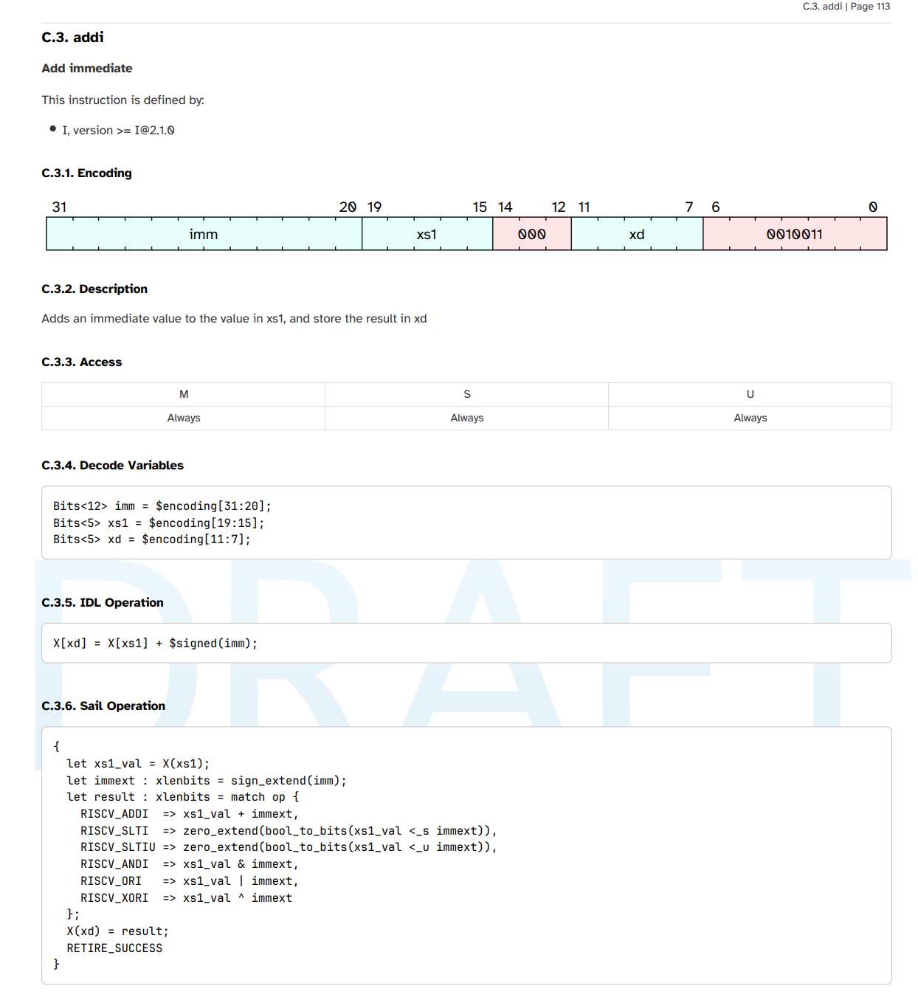 C.3. addi | Page 113
C.3. addi
Add immediate
This instruction is defined by:
• I, version >= I@2.1.0
C.3.1. Encoding
31 20 19 15 14 12 11 7 6 0
imm xs1 000 xd 0010011
C.3.2. Description
Adds an immediate value to the value in xs1, and store the result in xd
C.3.3. Access
M S U
Always Always Always
C.3.4. Decode Variables
Bits<12> imm = $encoding[31:20];
Bits<5> xs1 = $encoding[19:15];
Bits<5> xd = $encoding[11:7];
DRAFT
C.3.5. IDL Operation
X[xd] = X[xs1] + $signed(imm);
C.3.6. Sail Operation
{
  let xs1_val = X(xs1);
  let immext : xlenbits = sign_extend(imm);
  let result : xlenbits = match op {
    RISCV_ADDI  => xs1_val + immext,
    RISCV_SLTI  => zero_extend(bool_to_bits(xs1_val <_s immext)),
    RISCV_SLTIU => zero_extend(bool_to_bits(xs1_val <_u immext)),
    RISCV_ANDI  => xs1_val & immext,
    RISCV_ORI   => xs1_val | immext,
    RISCV_XORI  => xs1_val ^ immext
  };
  X(xd) = result;
  RETIRE_SUCCESS
}